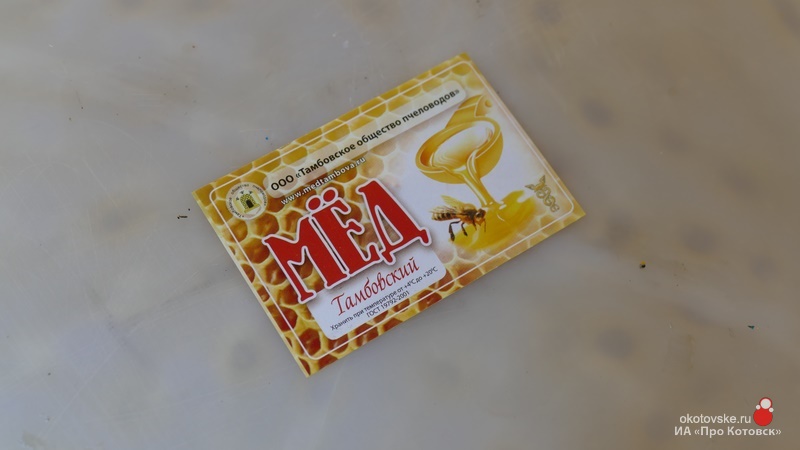 ООО «Тамбовское общество пчеловодов»
www.medtambova.ru
МЁД
Тамбовский
Хранить при температуре от +4°С до +20°С
ГОСТ 19792-2001
okotovske.ru
ИА «Про Котовск»